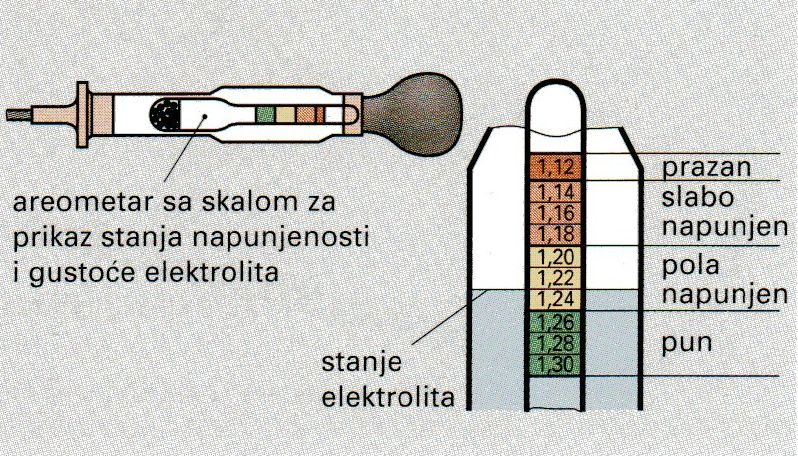 areometar sa skalom za
prikaz stanja napunjenosti
i gustoće elektrolita
1,12
1,14
1,16
1,18
1,20
1,22
1,24
1,26
1,28
1,30
prazan
slabo
napunjen
pola
napunjen
pun
stanje
elektrolita